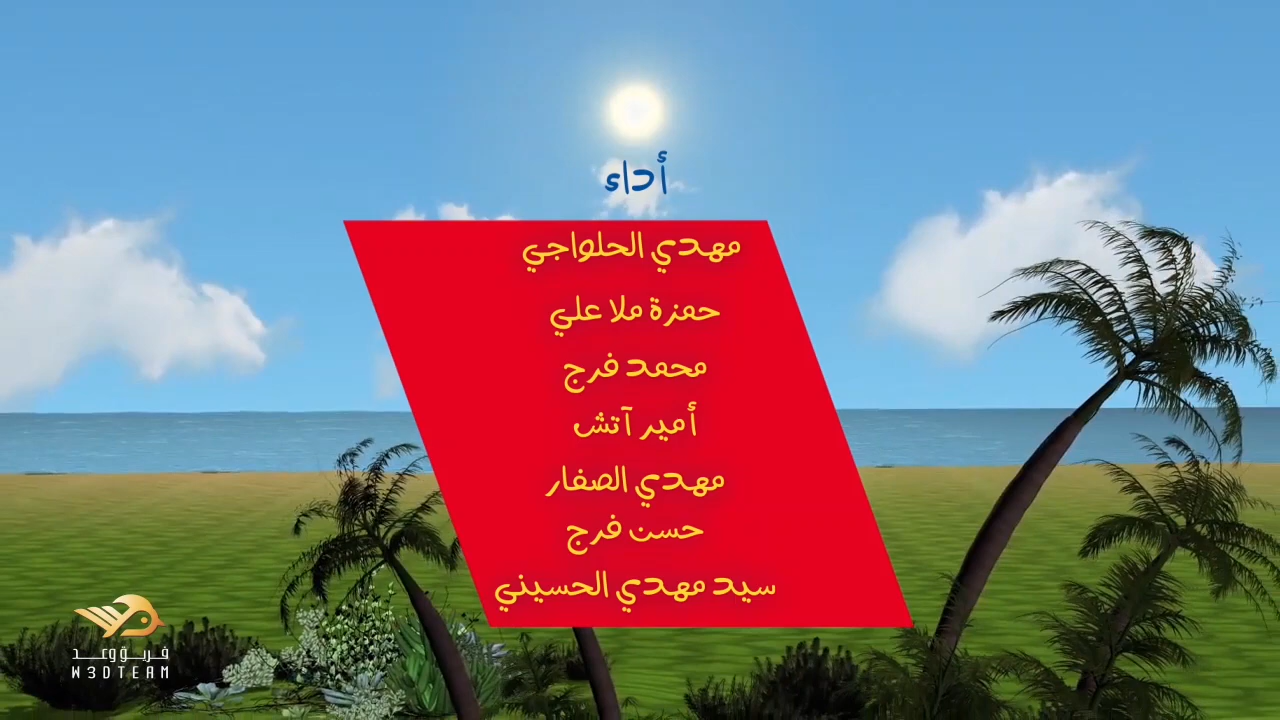 أداء
مهدي الحلواجي
حمزة ملا علي
محمد فرج
أمير آتش
مهدي الصفار
حسن فرج
سيد مهدي الحسيني
فريق وعد
W3DTEAM